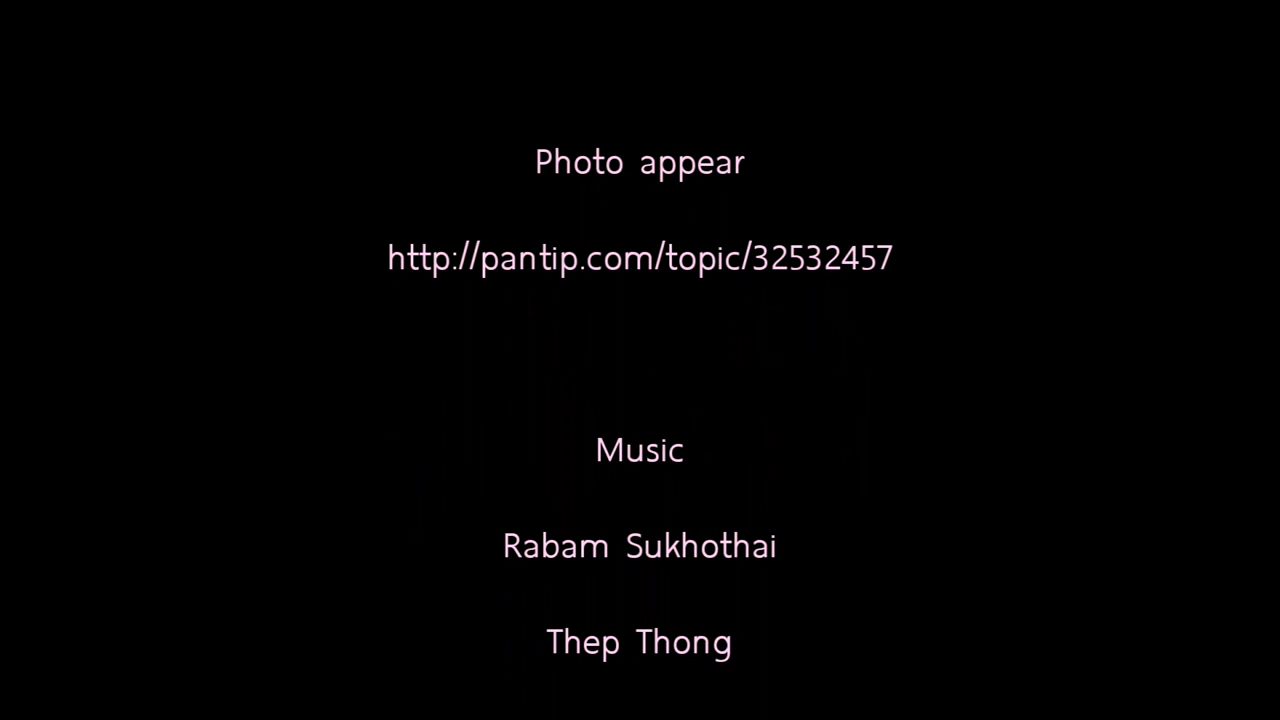 Photo appear
http://pantip.com/topic/32532457
Music
Rabam Sukhothai
Thep Thong